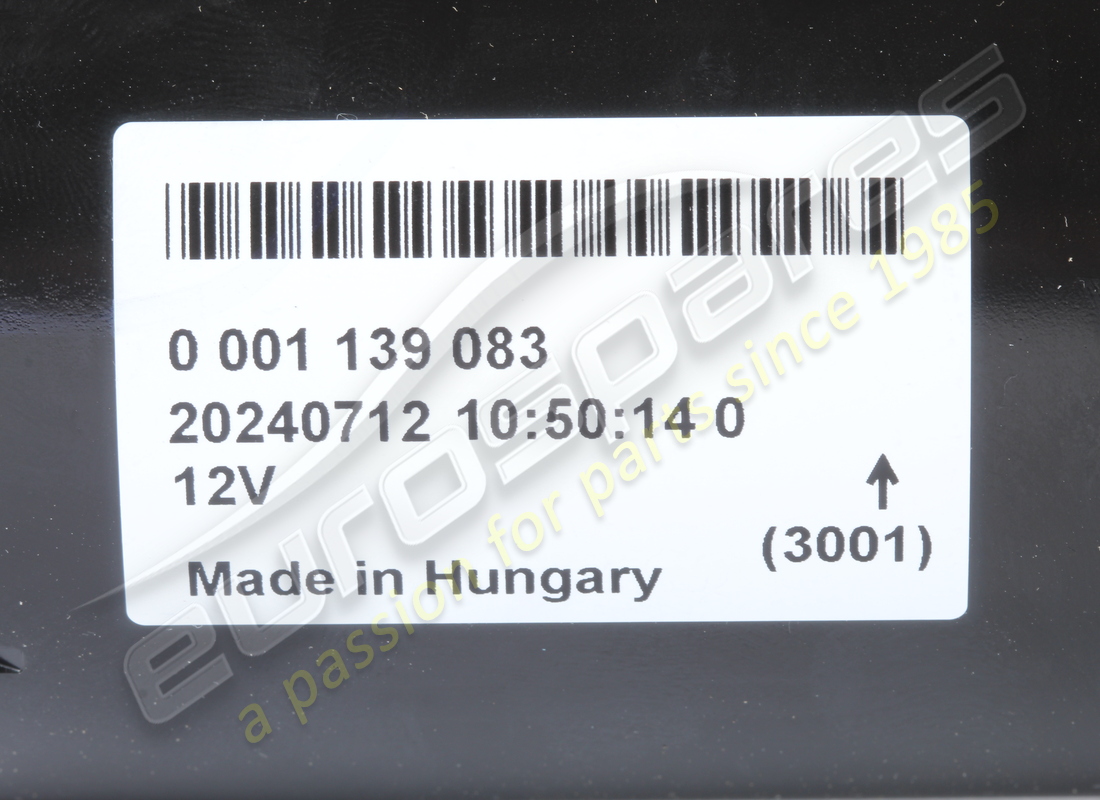 0 001 139 083
20240712 10:50:14 0
12V
(3001)
Made in Hungary
eurospares
a passion for parts since 1985